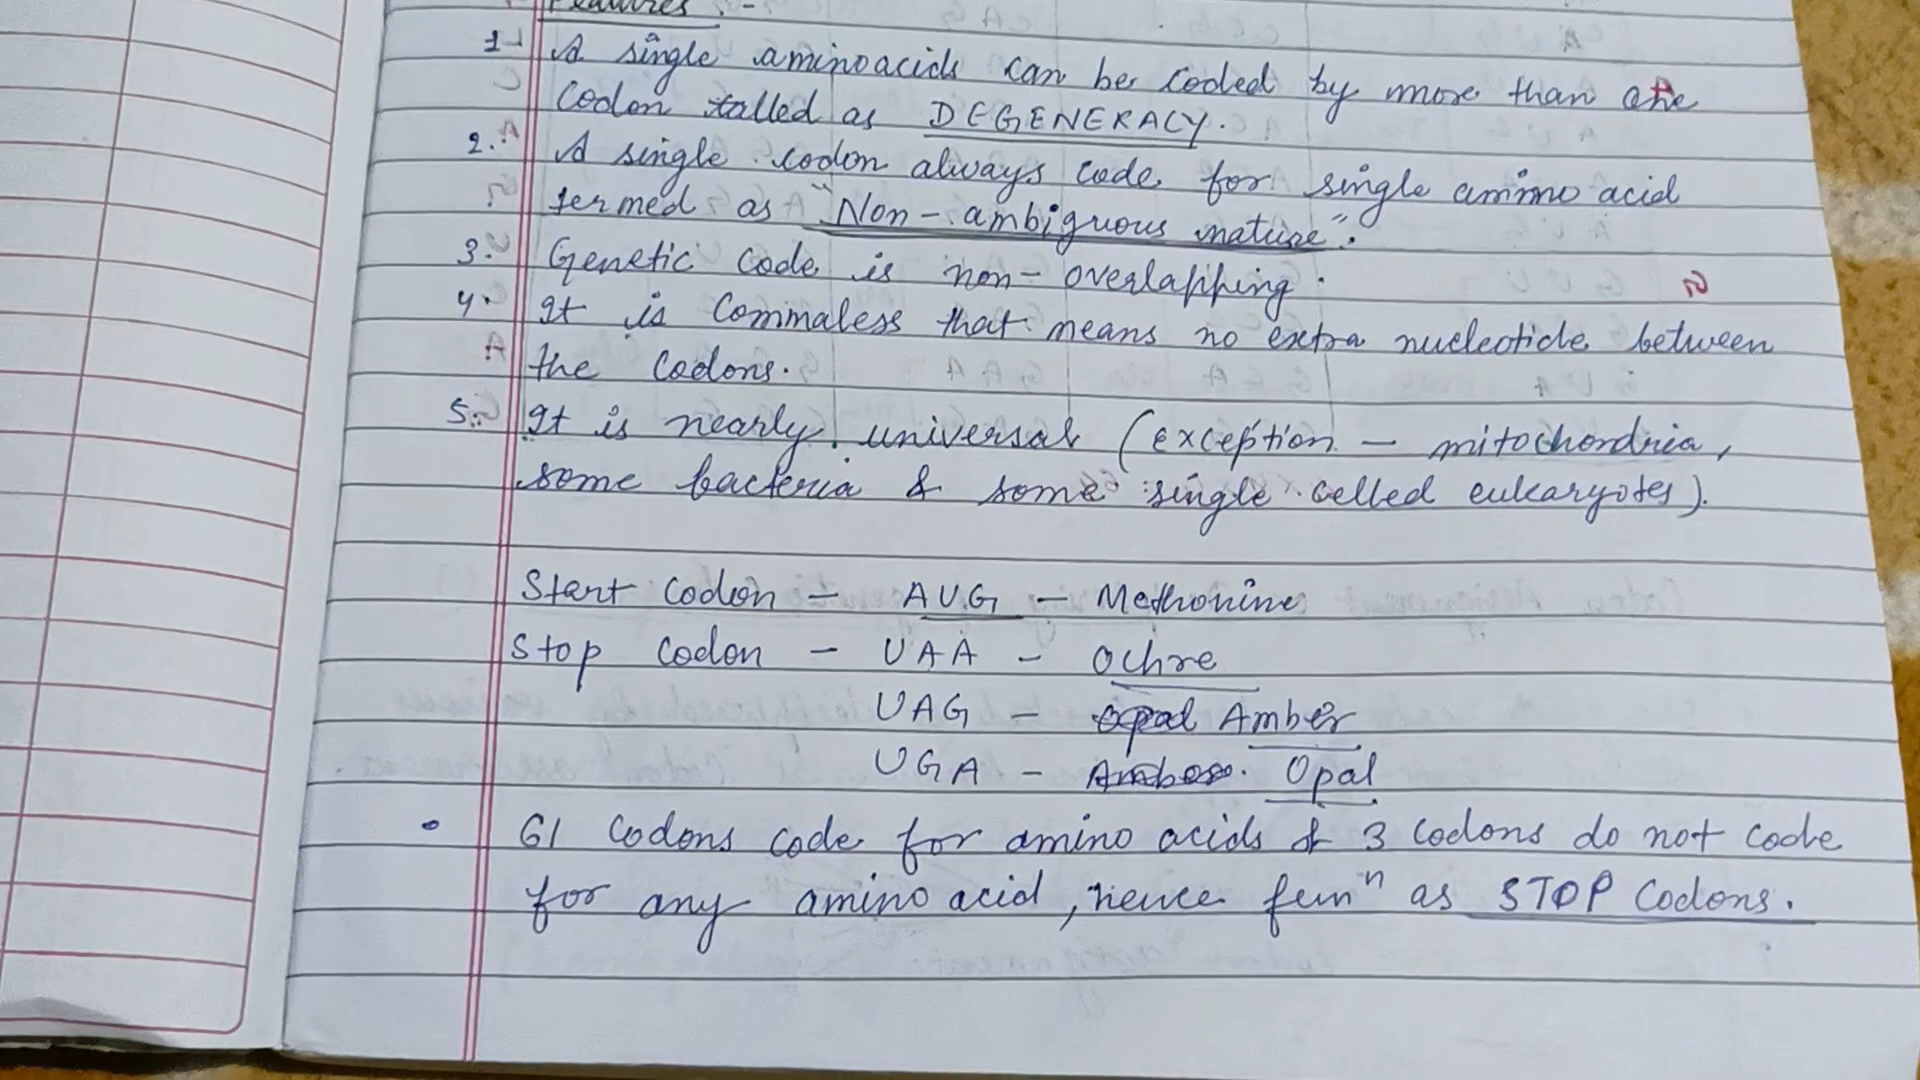 Features :-
1. A single aminoacids can be coded by more than one
codon called as DEGENERACY.
2. A single codon always code for single amino acid
termed as "Non-ambiguous nature".
3. Genetic code is non-overlapping.
4. It is Commaless that means no extra nucleotide between
the codons.
5. It is nearly universal (exception - mitochondria,
some bacteria & some single celled eukaryotes).
Start codon - AUG - Methonine
Stop codon - UAA - Ochre
UAG - Opal Amber
UGA - Amber. Opal
• 61 Codons code for amino acids & 3 codons do not code
for any amino acid, hence funⁿ as STOP Codons.